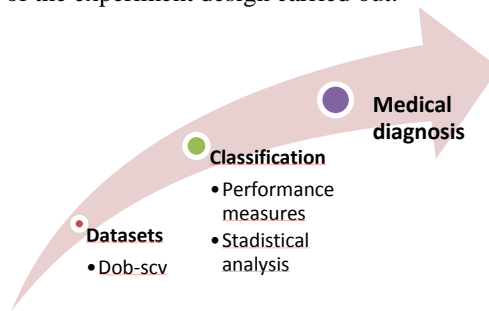 of the experiment design carried out.
Medical
diagnosis
Classification
• Performance
measures
• Stadistical
analysis
Datasets
• Dob-scv